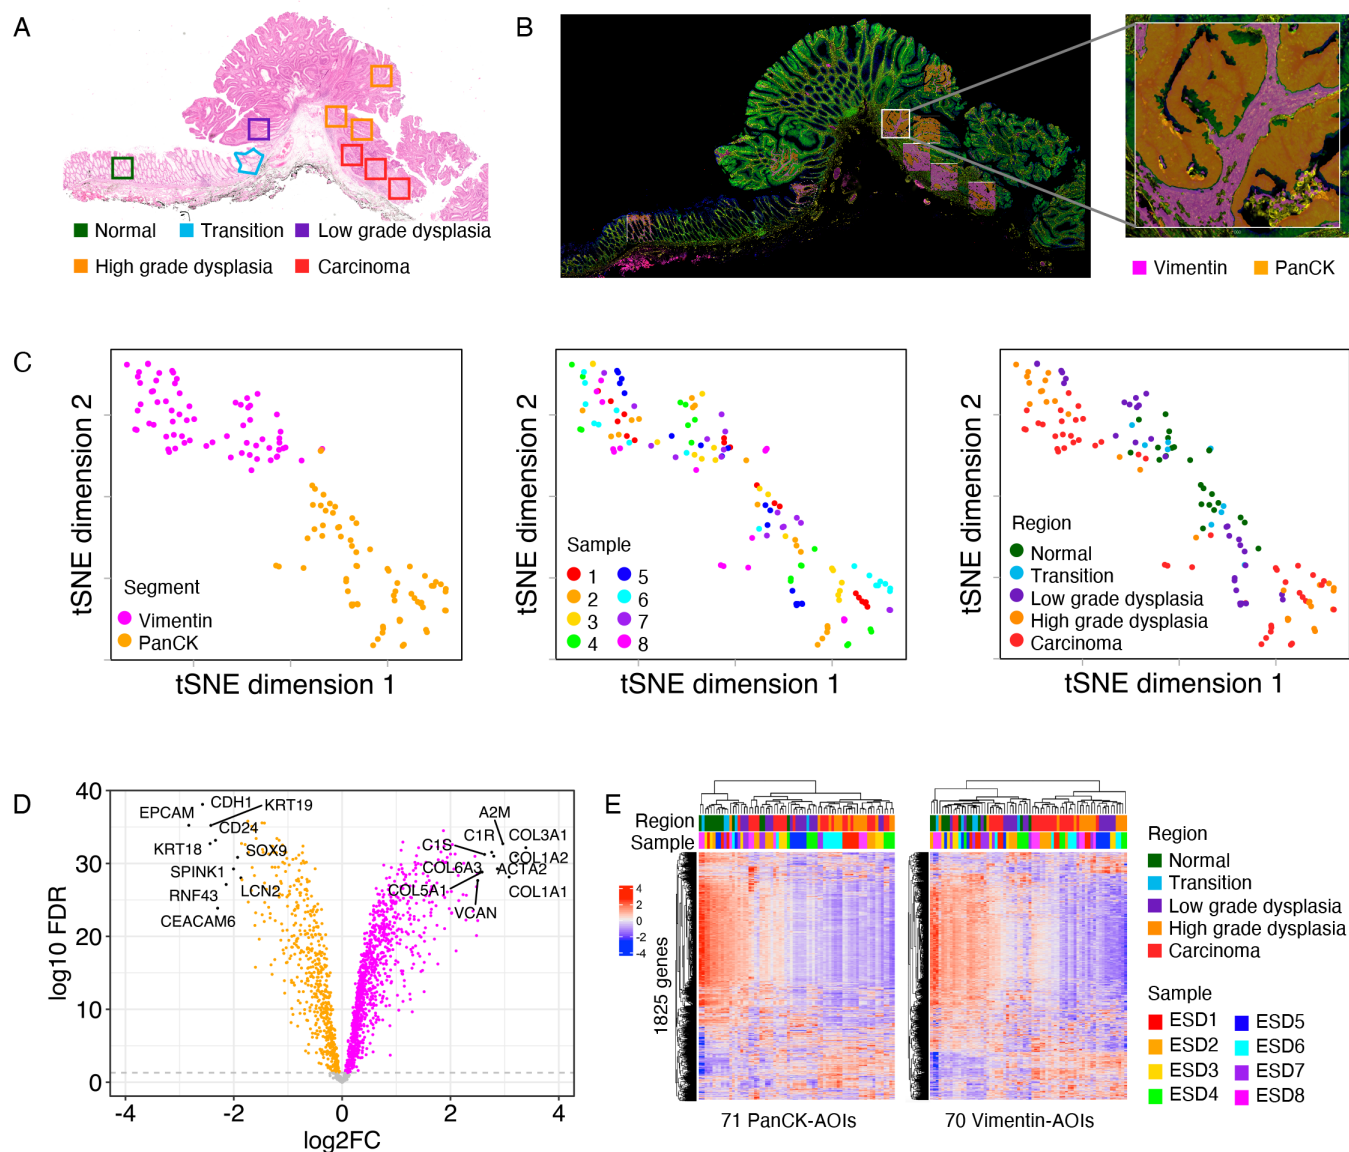 A
B
Normal
Transition
Low grade dysplasia
High grade dysplasia
Carcinoma
Vimentin
PanCK
C
tSNE dimension 2
Segment
Vimentin
PanCK
tSNE dimension 1
tSNE dimension 2
Sample
1
5
2
6
3
7
4
8
tSNE dimension 1
tSNE dimension 2
Region
Normal
Transition
Low grade dysplasia
High grade dysplasia
Carcinoma
tSNE dimension 1
D
log10 FDR
40
30
20
10
0
EPCAM
CDH1
KRT19
CD24
KRT18
SOX9
SPINK1
RNF43
LCN2
CEACAM6
A2M
C1R
COL3A1
C1S
COL1A2
COL6A3
ACTA2
COL5A1
COL1A1
VCAN
-4
-2
0
2
4
log2FC
E
Region
Sample
4
2
0
-2
-4
1825 genes
71 PanCK-AOIs
70 Vimentin-AOIs
Region
Normal
Transition
Low grade dysplasia
High grade dysplasia
Carcinoma
Sample
ESD1
ESD5
ESD2
ESD6
ESD3
ESD7
ESD4
ESD8